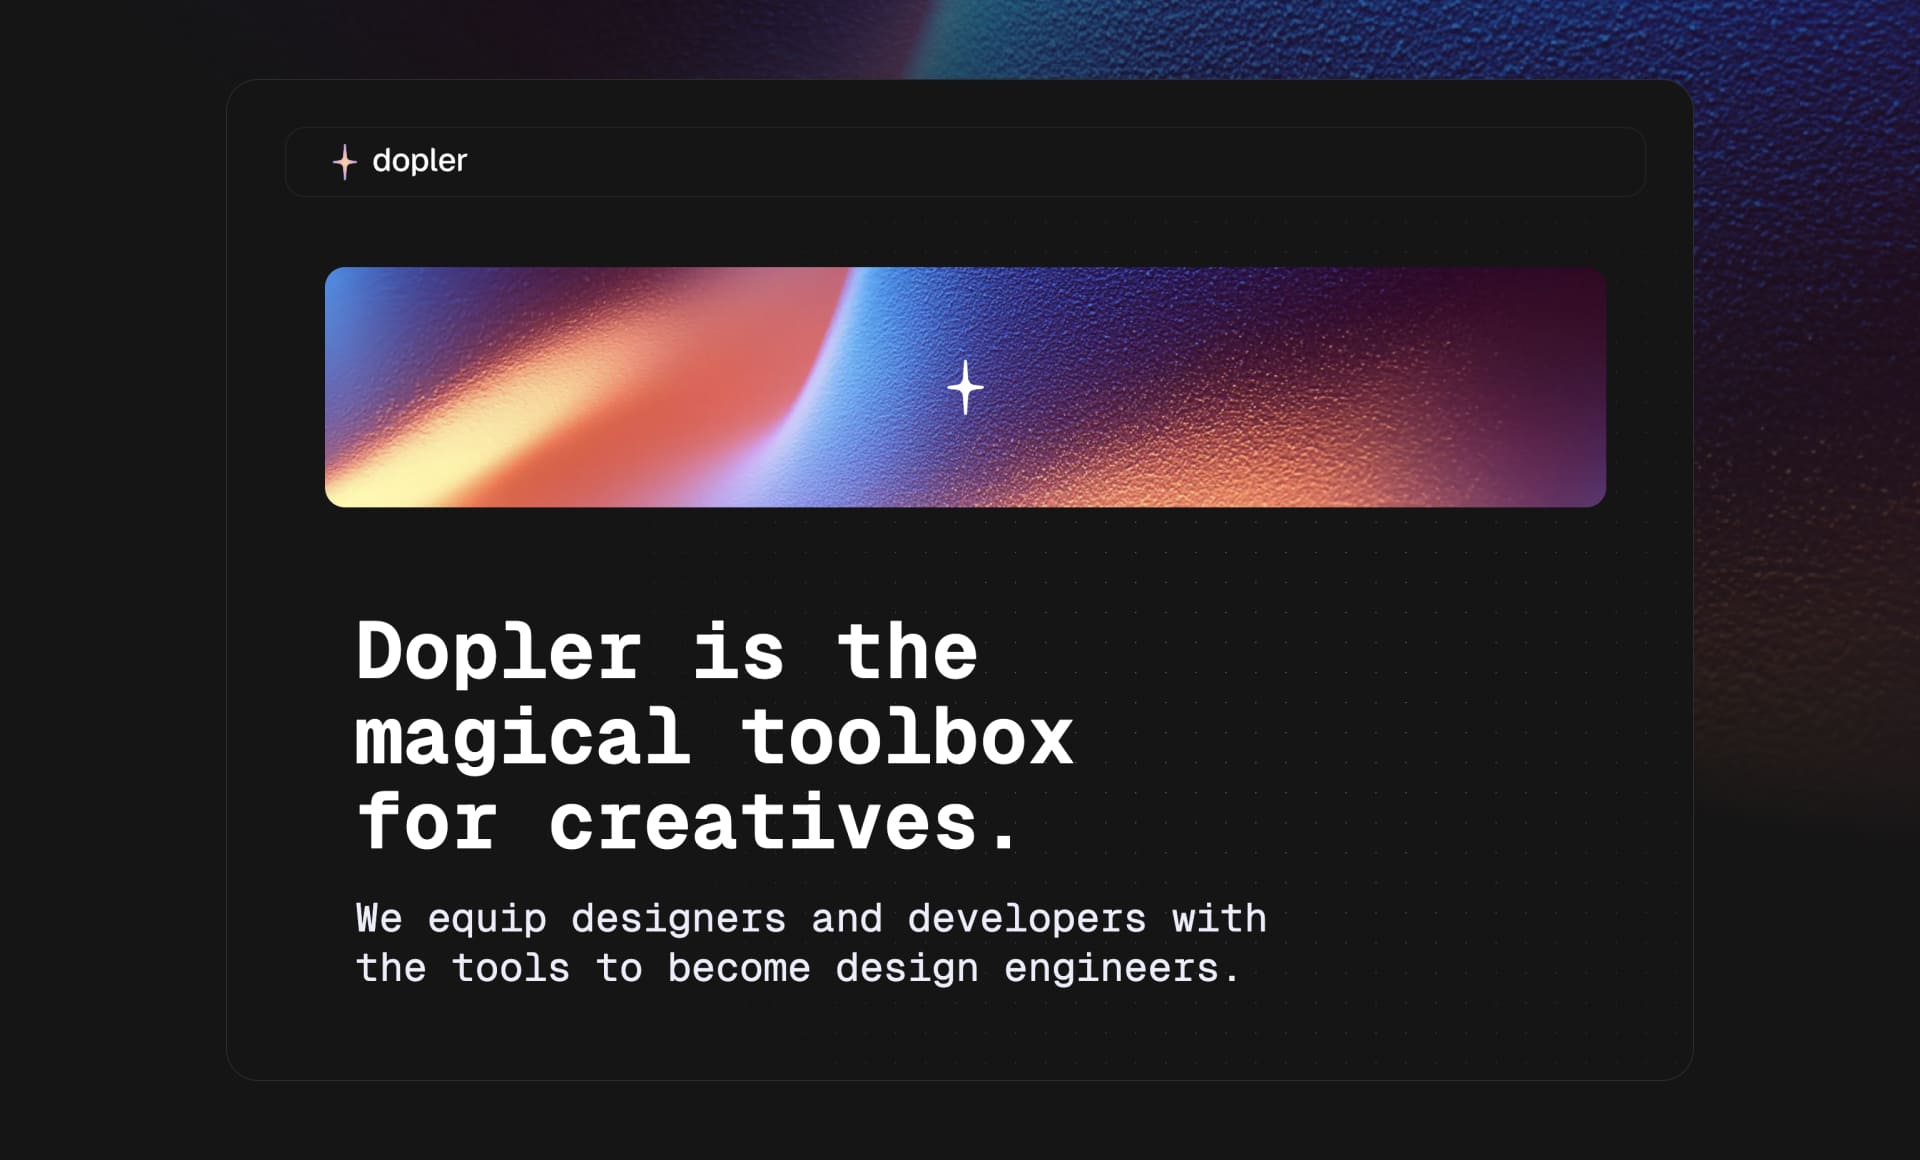 dopler
Dopler is the
magical toolbox
for creatives.
We equip designers and developers with
the tools to become design engineers.